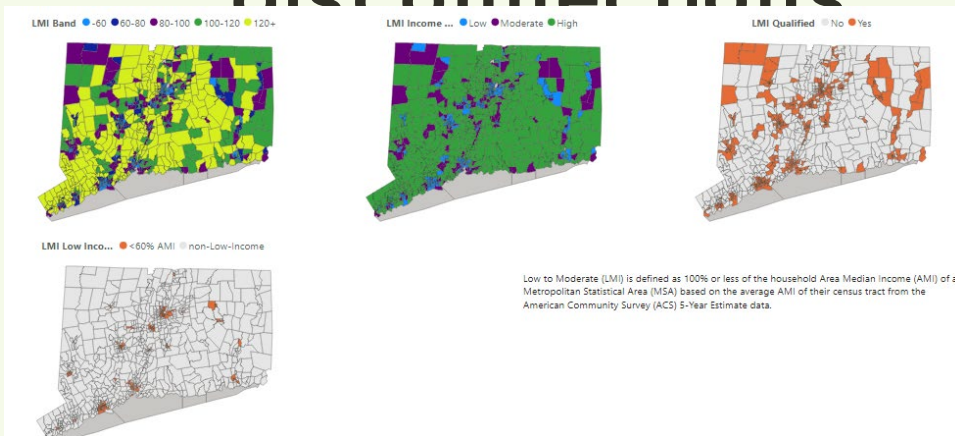 LMI Band -60 60-80 80-100 100-120 120+
LMI Income ... Low Moderate High
LMI Qualified No Yes
LMI Low Inco... <60% AMI non-Low-Income
Low to Moderate (LMI) is defined as 100% or less of the household Area Median Income (AMI) of a
Metropolitan Statistical Area (MSA) based on the average AMI of their census tract from the
American Community Survey (ACS) 5-Year Estimate data.